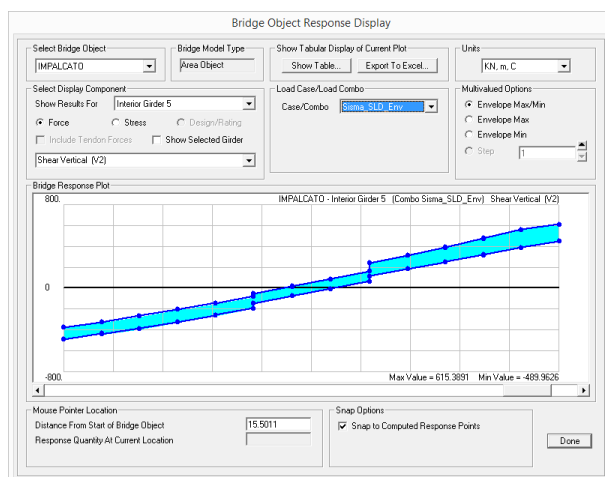 Bridge Object Response Display
Select Bridge Object
IMPALCATO
Bridge Model Type
Area Object
Show Tabular Display of Current Plot
Show Table...
Export To Excel...
Units
KN, m, C
Select Display Component
Show Results For
Interior Girder 5
Force
Stress
Design/Rating
Include Tendon Forces
Show Selected Girder
Shear Vertical (V2)
Load Case/Load Combo
Case/Combo
Sisma_SLD_Env
Multivalued Options
Envelope Max/Min
Envelope Max
Envelope Min
Step
1
Bridge Response Plot
800.
IMPALCATO - Interior Girder 5 (Combo Sisma_SLD_Env) Shear Vertical (V2)
0
-800.
Max Value = 615.3891 Min Value = -489.9626
Mouse Pointer Location
Distance From Start of Bridge Object
15.5011
Response Quantity At Current Location
Snap Options
Snap to Computed Response Points
Done